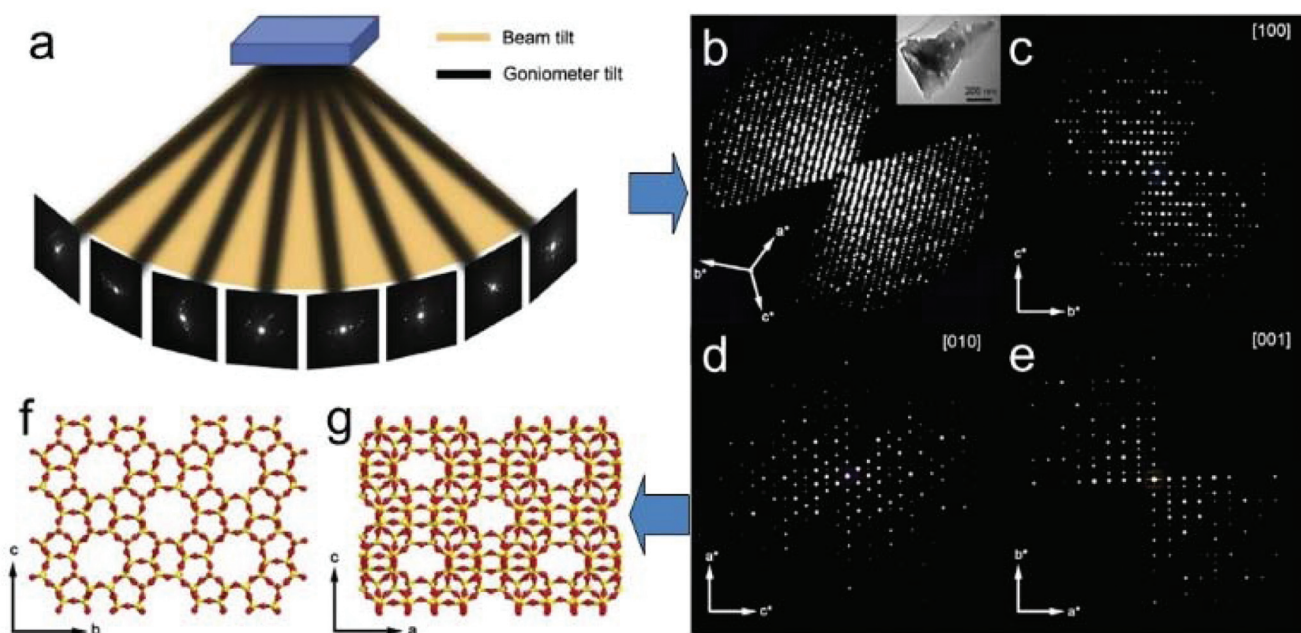 a
Beam tilt
Goniometer tilt
b
200 nm
a*
b*
c*
c
[100]
c*
b*
d
[010]
a*
c*
e
[001]
b*
a*
f
c
b
g
c
a